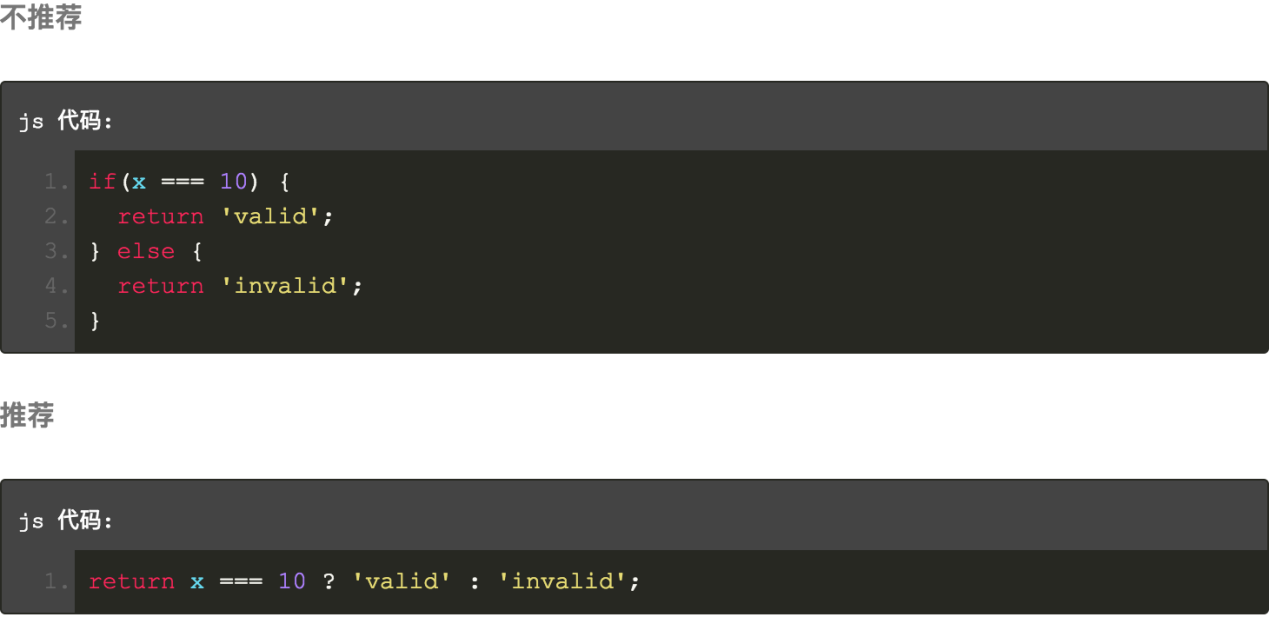 不推荐
js 代码:
1. if(x === 10) {
2.   return 'valid';
3. } else {
4.   return 'invalid';
5. }
推荐
js 代码:
1. return x === 10 ? 'valid' : 'invalid';